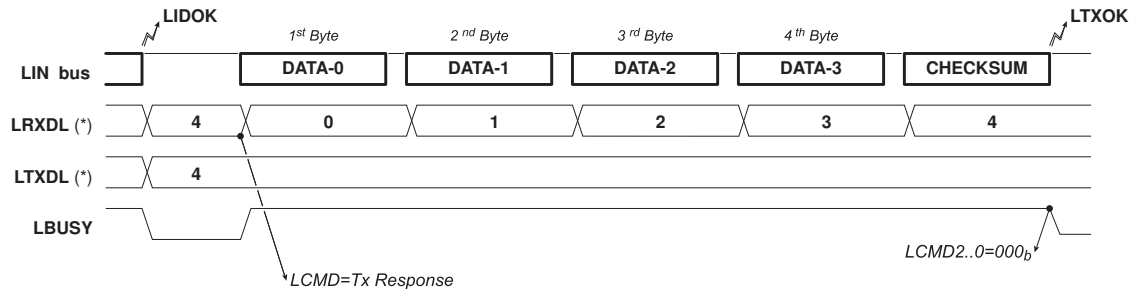 LIDOK LTXOK
1st Byte 2nd Byte 3rd Byte 4th Byte
LIN bus DATA-0 DATA-1 DATA-2 DATA-3 CHECKSUM
LRXDL (*) 4 0 1 2 3 4
LTXDL (*) 4
LBUSY
LCMD2..0=000b
LCMD=Tx Response